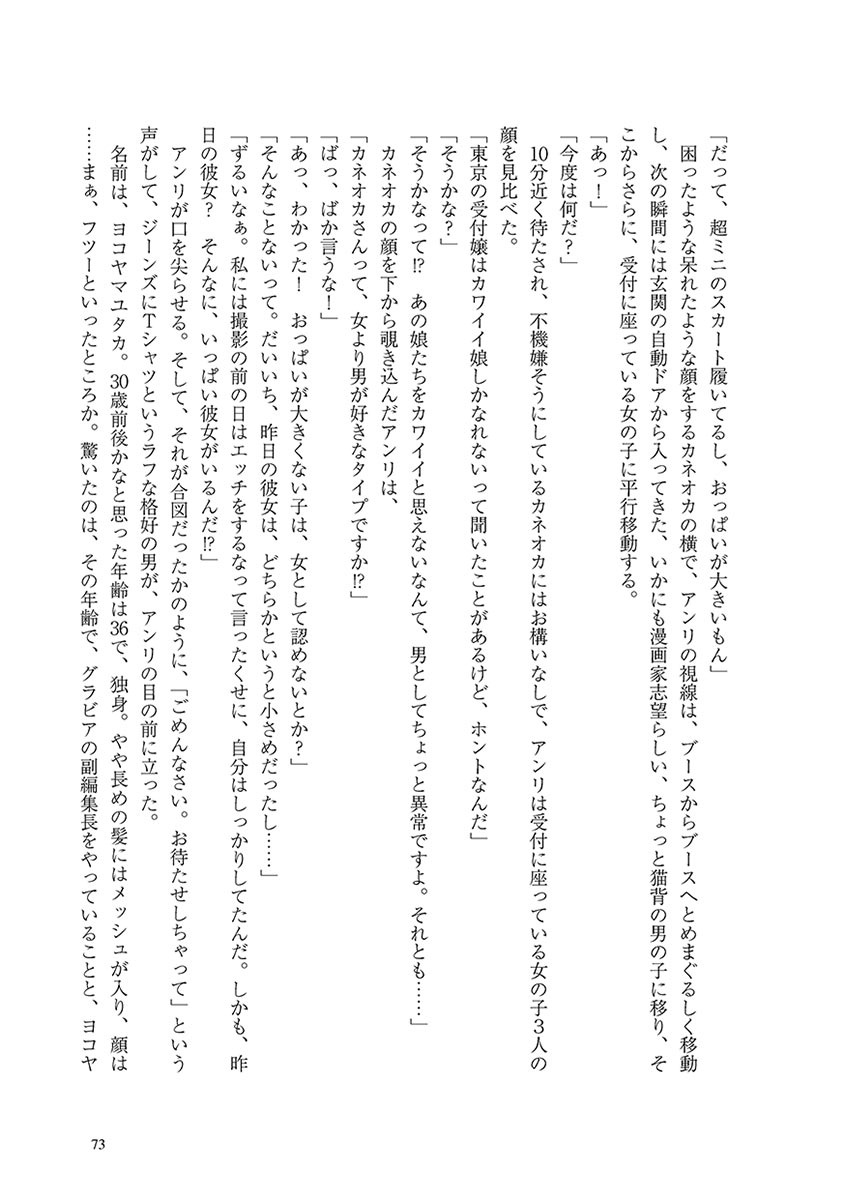 「だって、超ミニのスカート履いてるし、おっぱいが大きいもん」
　困ったような呆れたような顔をするカネオカの横で、アンリの視線は、ブースからブースへとめまぐるしく移動
し、次の瞬間には玄関の自動ドアから入ってきた、いかにも漫画家志望らしい、ちょっと猫背の男の子に移り、そ
こからさらに、受付に座っている女の子に平行移動する。
「あっ！」
「今度は何だ？」
　10分近く待たされ、不機嫌そうにしているカネオカにはお構いなしで、アンリは受付に座っている女の子３人の
顔を見比べた。
「東京の受付嬢はカワイイ娘しかなれないって聞いたことがあるけど、ホントなんだ」
「そうかな？」
「そうかなって⁉　あの娘たちをカワイイと思えないなんて、男としてちょっと異常ですよ。それとも……」
　カネオカの顔を下から覗き込んだアンリは、
「カネオカさんって、女より男が好きなタイプですか⁉」
「ばっ、ばか言うな！」
「あっ、わかった！　おっぱいが大きくない子は、女として認めないとか？」
「そんなことないって。だいいち、昨日の彼女は、どちらかというと小さめだったし……」
「ずるいなぁ。私には撮影の前の日はエッチをするなって言ったくせに、自分はしっかりしてたんだ。しかも、昨
日の彼女？　そんなに、いっぱい彼女がいるんだ⁉」
　アンリが口を尖らせる。そして、それが合図だったかのように、「ごめんなさい。お待たせしちゃって」という
声がして、ジーンズにＴシャツというラフな格好の男が、アンリの目の前に立った。
　名前は、ヨコヤマユタカ。30歳前後かなと思った年齢は36で、独身。やや長めの髪にはメッシュが入り、顔は
……まぁ、フツーといったところか。驚いたのは、その年齢で、グラビアの副編集長をやっていることと、ヨコヤ
73